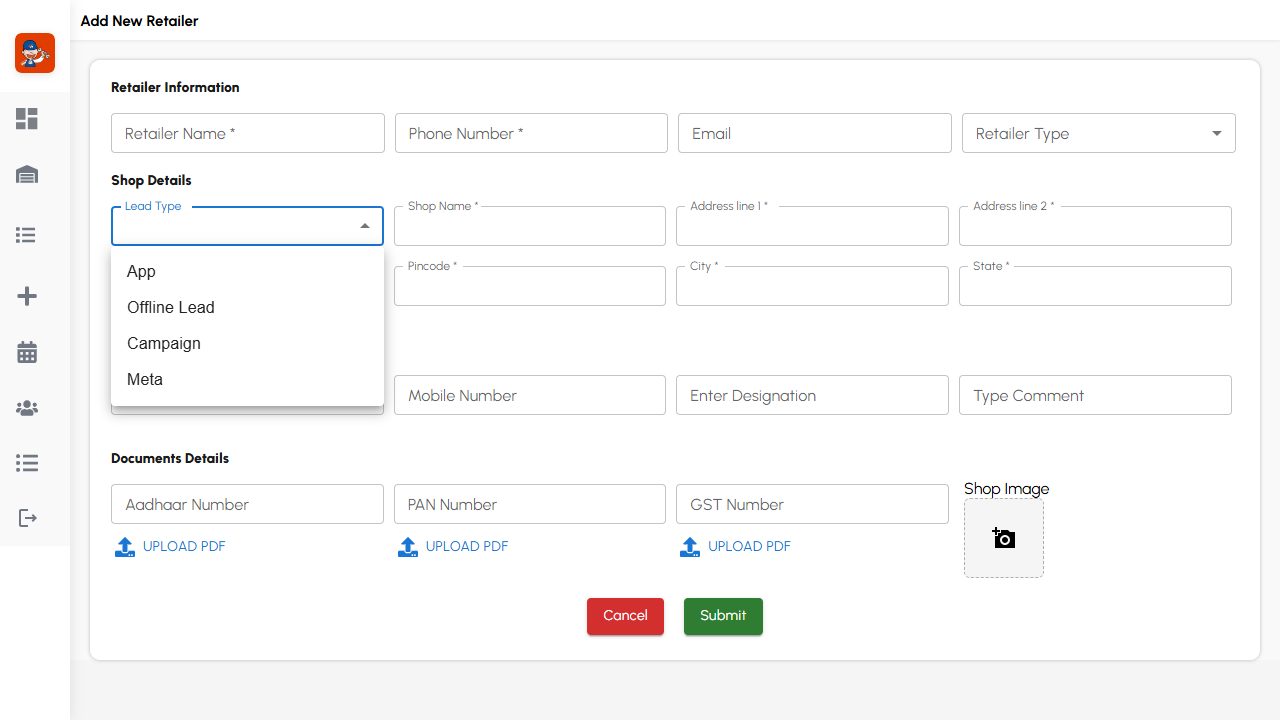 Add New Retailer
Retailer Information
Retailer Name *
Phone Number *
Email
Retailer Type
Shop Details
Lead Type
Shop Name *
Address line 1 *
Address line 2 *
App
Offline Lead
Campaign
Meta
Pincode *
City *
State *
Mobile Number
Enter Designation
Type Comment
Documents Details
Aadhaar Number
PAN Number
GST Number
Shop Image
UPLOAD PDF
UPLOAD PDF
UPLOAD PDF
Cancel
Submit